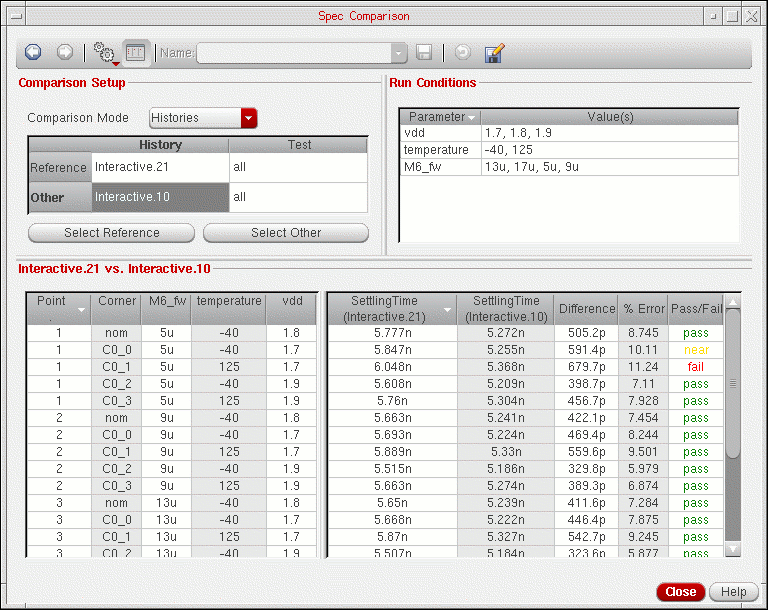 Spec Comparison
Name:
Comparison Setup
Comparison Mode Histories
History Test
Reference Interactive.21 all
Other Interactive.10 all
Select Reference Select Other
Run Conditions
Parameter Value(s)
vdd 1.7, 1.8, 1.9
temperature -40, 125
M6_fw 13u, 17u, 5u, 9u
Interactive.21 vs. Interactive.10
Point Corner M6_fw temperature vdd SettlingTime (Interactive.21) SettlingTime (Interactive.10) Difference % Error Pass/Fail
1 nom 5u -40 1.8 5.777n 5.272n 505.2p 8.745 pass
1 C0_0 5u -40 1.7 5.847n 5.255n 591.4p 10.11 near
1 C0_1 5u 125 1.7 6.048n 5.368n 679.7p 11.24 fail
1 C0_2 5u -40 1.9 5.608n 5.209n 398.7p 7.11 pass
1 C0_3 5u 125 1.9 5.76n 5.304n 456.7p 7.928 pass
2 nom 9u -40 1.8 5.663n 5.241n 422.1p 7.454 pass
2 C0_0 9u -40 1.7 5.693n 5.224n 469.4p 8.244 pass
2 C0_1 9u 125 1.7 5.889n 5.33n 559.6p 9.501 pass
2 C0_2 9u -40 1.9 5.515n 5.186n 329.8p 5.979 pass
2 C0_3 9u 125 1.9 5.663n 5.274n 389.3p 6.874 pass
3 nom 13u -40 1.8 5.65n 5.239n 411.6p 7.284 pass
3 C0_0 13u -40 1.7 5.668n 5.222n 446.4p 7.875 pass
3 C0_1 13u 125 1.7 5.87n 5.327n 542.7p 9.245 pass
3 C0_2 13u -40 1.9 5.507n 5.184n 323.6p 5.877 pass
Close Help